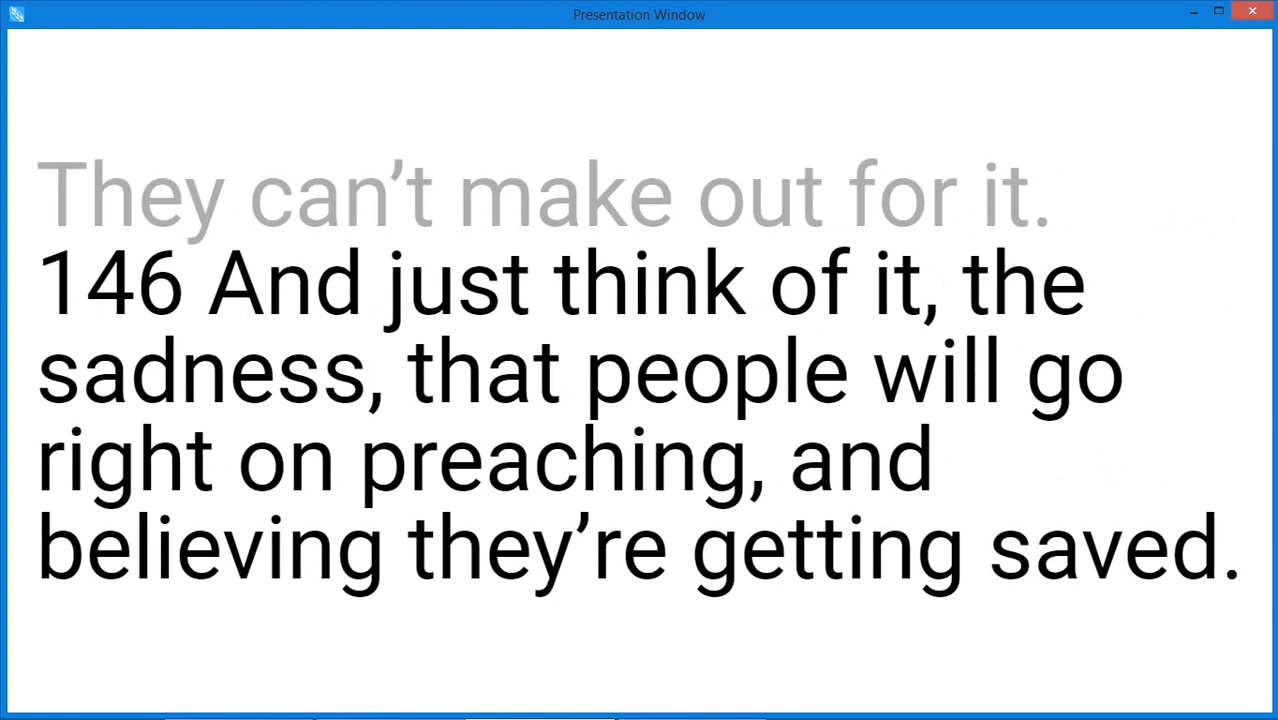 Presentation Window
They can’t make out for it.
146 And just think of it, the
sadness, that people will go
right on preaching, and
believing they’re getting saved.